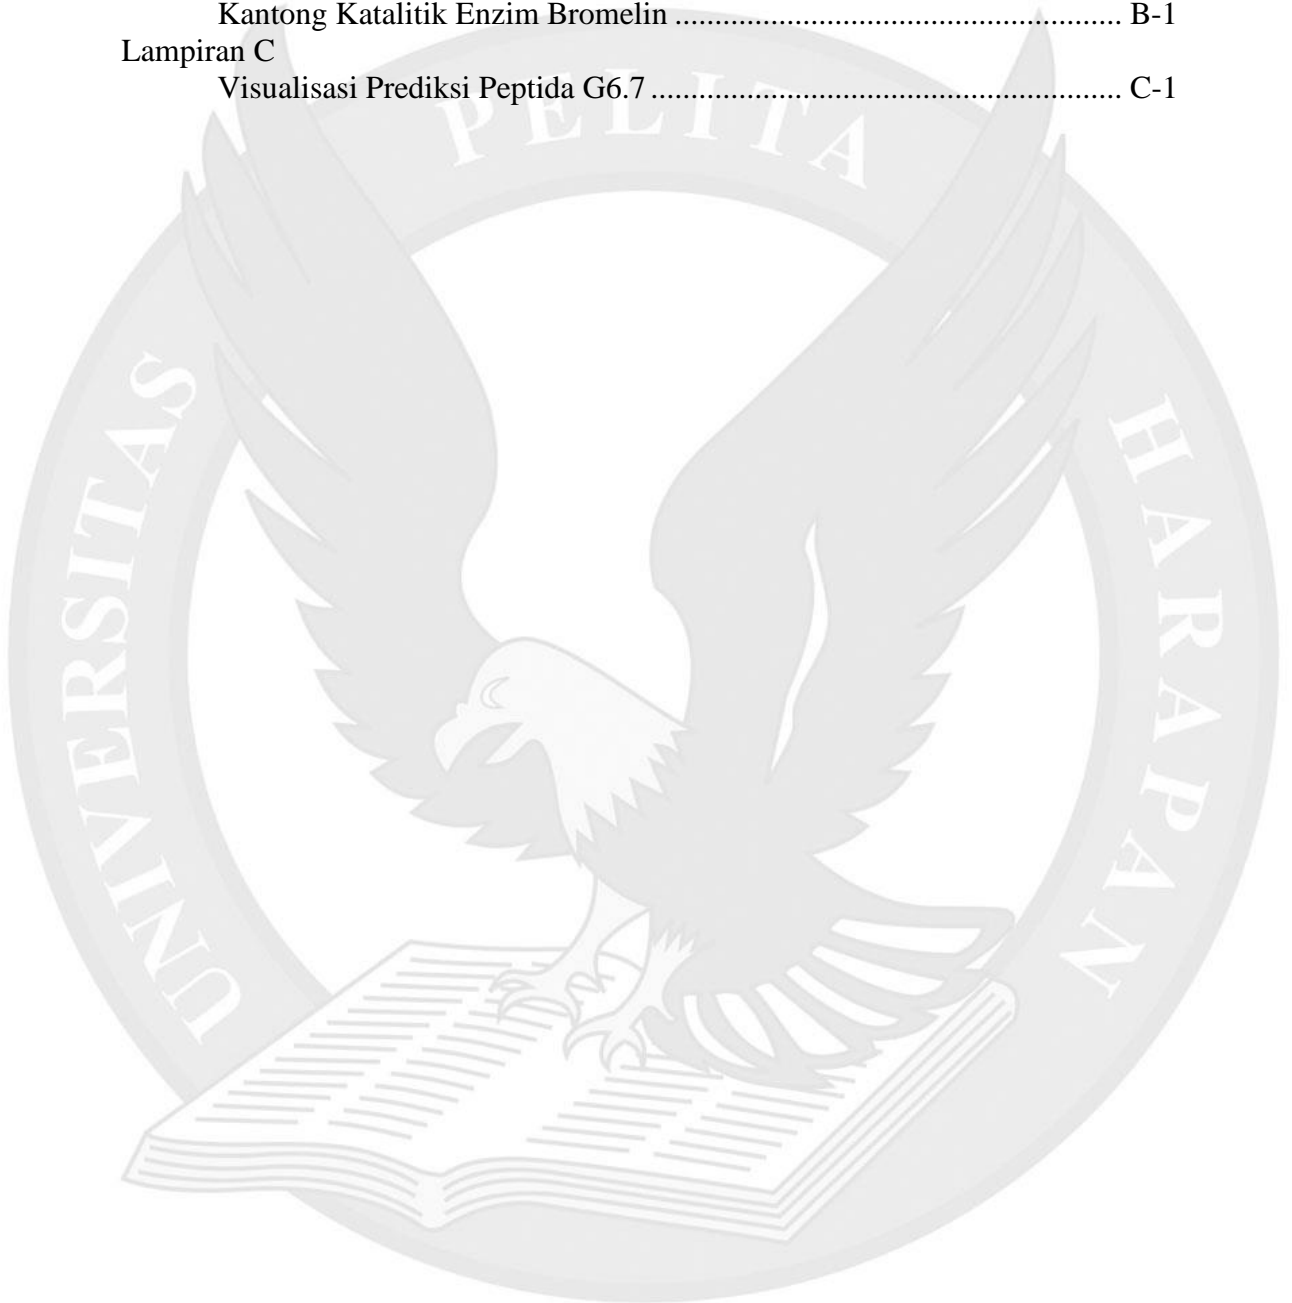 Kantong Katalitik Enzim Bromelin ........................................................ B-1
Lampiran C
Visualisasi Prediksi Peptida G6.7 ........................................................... C-1
UNIVERSITAS PELITA HARAPAN